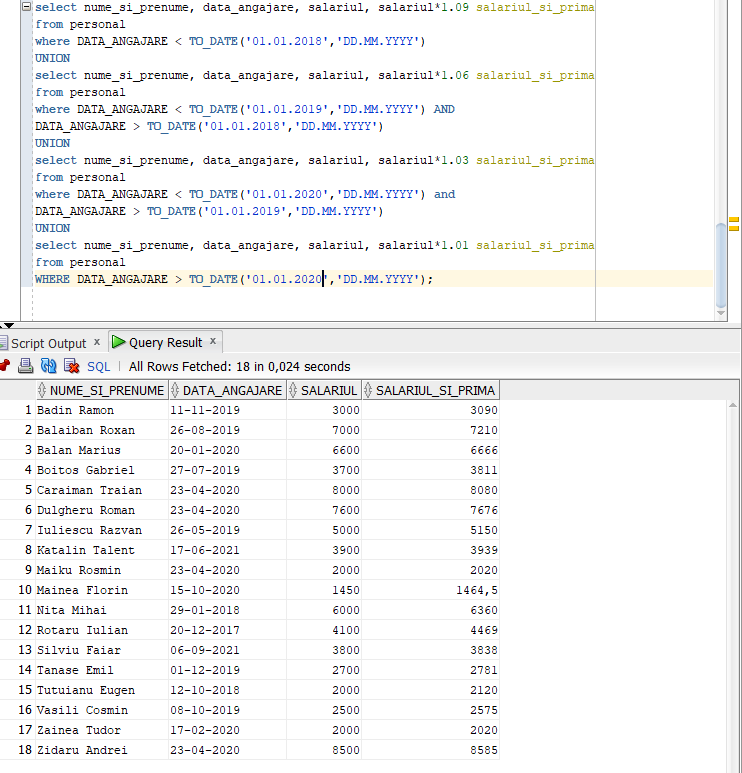 select nume_si_prenume, data_angajare, salariul, salariul*1.09 salariul_si_prima
from personal
where DATA_ANGAJARE < TO_DATE('01.01.2018','DD.MM.YYYY')
UNION
select nume_si_prenume, data_angajare, salariul, salariul*1.06 salariul_si_prima
from personal
where DATA_ANGAJARE < TO_DATE('01.01.2019','DD.MM.YYYY') AND
DATA_ANGAJARE > TO_DATE('01.01.2018','DD.MM.YYYY')
UNION
select nume_si_prenume, data_angajare, salariul, salariul*1.03 salariul_si_prima
from personal
where DATA_ANGAJARE < TO_DATE('01.01.2020','DD.MM.YYYY') and
DATA_ANGAJARE > TO_DATE('01.01.2019','DD.MM.YYYY')
UNION
select nume_si_prenume, data_angajare, salariul, salariul*1.01 salariul_si_prima
from personal
WHERE DATA_ANGAJARE > TO_DATE('01.01.2020','DD.MM.YYYY');
Script Output x Query Result x
SQL | All Rows Fetched: 18 in 0,024 seconds
NUME_SI_PRENUME DATA_ANGAJARE SALARIUL SALARIUL_SI_PRIMA
1 Badin Ramon 11-11-2019 3000 3090
2 Balaiban Roxan 26-08-2019 7000 7210
3 Balan Marius 20-01-2020 6600 6666
4 Boitos Gabriel 27-07-2019 3700 3811
5 Caraiman Traian 23-04-2020 8000 8080
6 Dulgheru Roman 23-04-2020 7600 7676
7 Iuliescu Razvan 26-05-2019 5000 5150
8 Katalin Talent 17-06-2021 3900 3939
9 Maiku Rosmin 23-04-2020 2000 2020
10 Mainea Florin 15-10-2020 1450 1464,5
11 Nita Mihai 29-01-2018 6000 6360
12 Rotaru Iulian 20-12-2017 4100 4469
13 Silviu Faiar 06-09-2021 3800 3838
14 Tanase Emil 01-12-2019 2700 2781
15 Tutuianu Eugen 12-10-2018 2000 2120
16 Vasili Cosmin 08-10-2019 2500 2575
17 Zainea Tudor 17-02-2020 2000 2020
18 Zidaru Andrei 23-04-2020 8500 8585